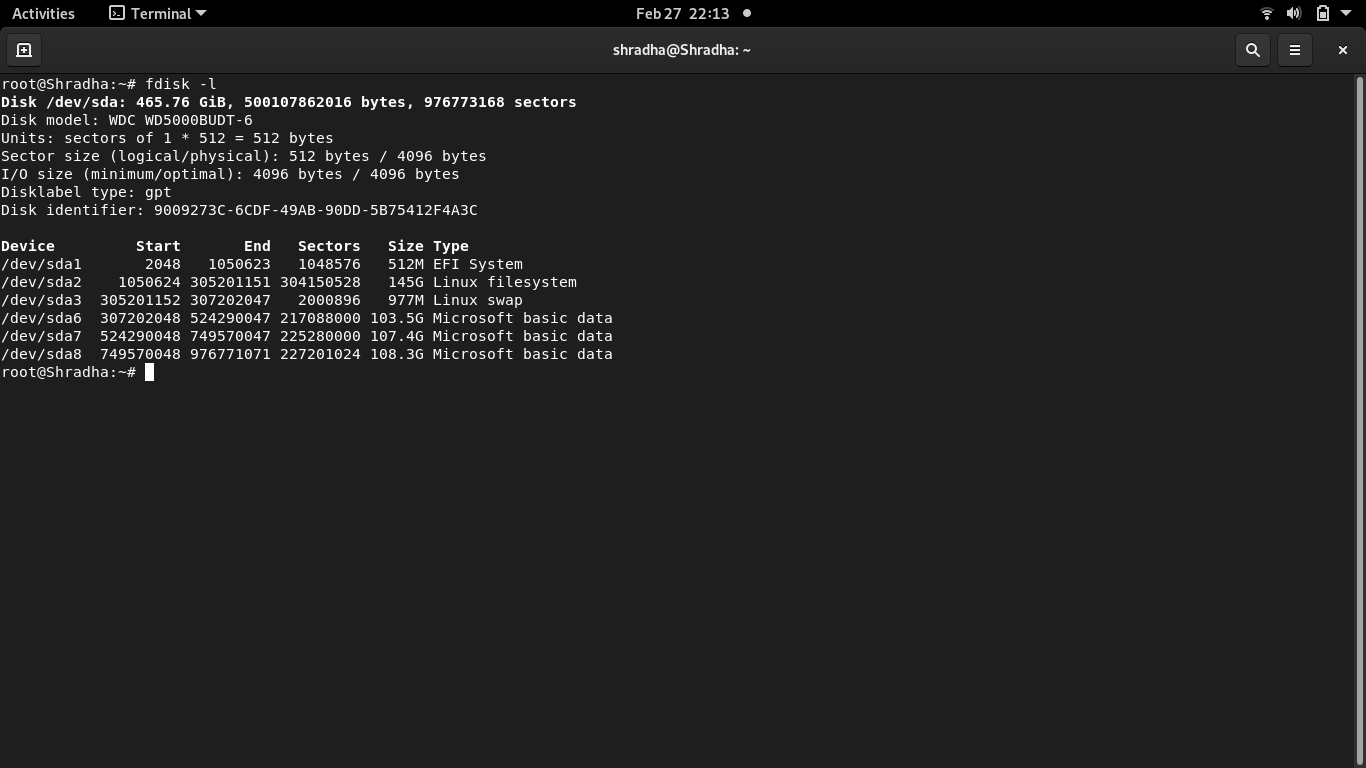 Activities Terminal Feb 27 22:13
shradha@Shradha: ~
root@Shradha:~# fdisk -l
Disk /dev/sda: 465.76 GiB, 500107862016 bytes, 976773168 sectors
Disk model: WDC WD5000BUDT-6
Units: sectors of 1 * 512 = 512 bytes
Sector size (logical/physical): 512 bytes / 4096 bytes
I/O size (minimum/optimal): 4096 bytes / 4096 bytes
Disklabel type: gpt
Disk identifier: 9009273C-6CDF-49AB-90DD-5B75412F4A3C

Device         Start       End   Sectors   Size Type
/dev/sda1       2048   1050623   1048576   512M EFI System
/dev/sda2    1050624 305201151 304150528   145G Linux filesystem
/dev/sda3  305201152 307202047   2000896   977M Linux swap
/dev/sda6  307202048 524290047 217088000 103.5G Microsoft basic data
/dev/sda7  524290048 749570047 225280000 107.4G Microsoft basic data
/dev/sda8  749570048 976771071 227201024 108.3G Microsoft basic data
root@Shradha:~#